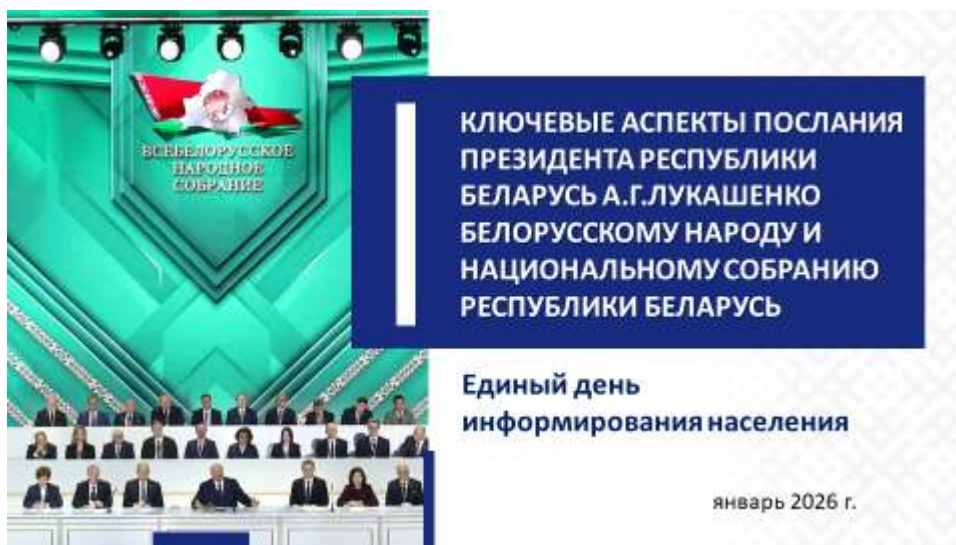 ВСЕБЕЛОРУССКОЕ
НАРОДНОЕ
СОБРАНИЕ
КЛЮЧЕВЫЕ АСПЕКТЫ ПОСЛАНИЯ
ПРЕЗИДЕНТА РЕСПУБЛИКИ
БЕЛАРУСЬ А.Г.ЛУКАШЕНКО
БЕЛОРУССКОМУ НАРОДУ И
НАЦИОНАЛЬНОМУ СОБРАНИЮ
РЕСПУБЛИКИ БЕЛАРУСЬ
Единый день
информирования населения
январь 2026 г.